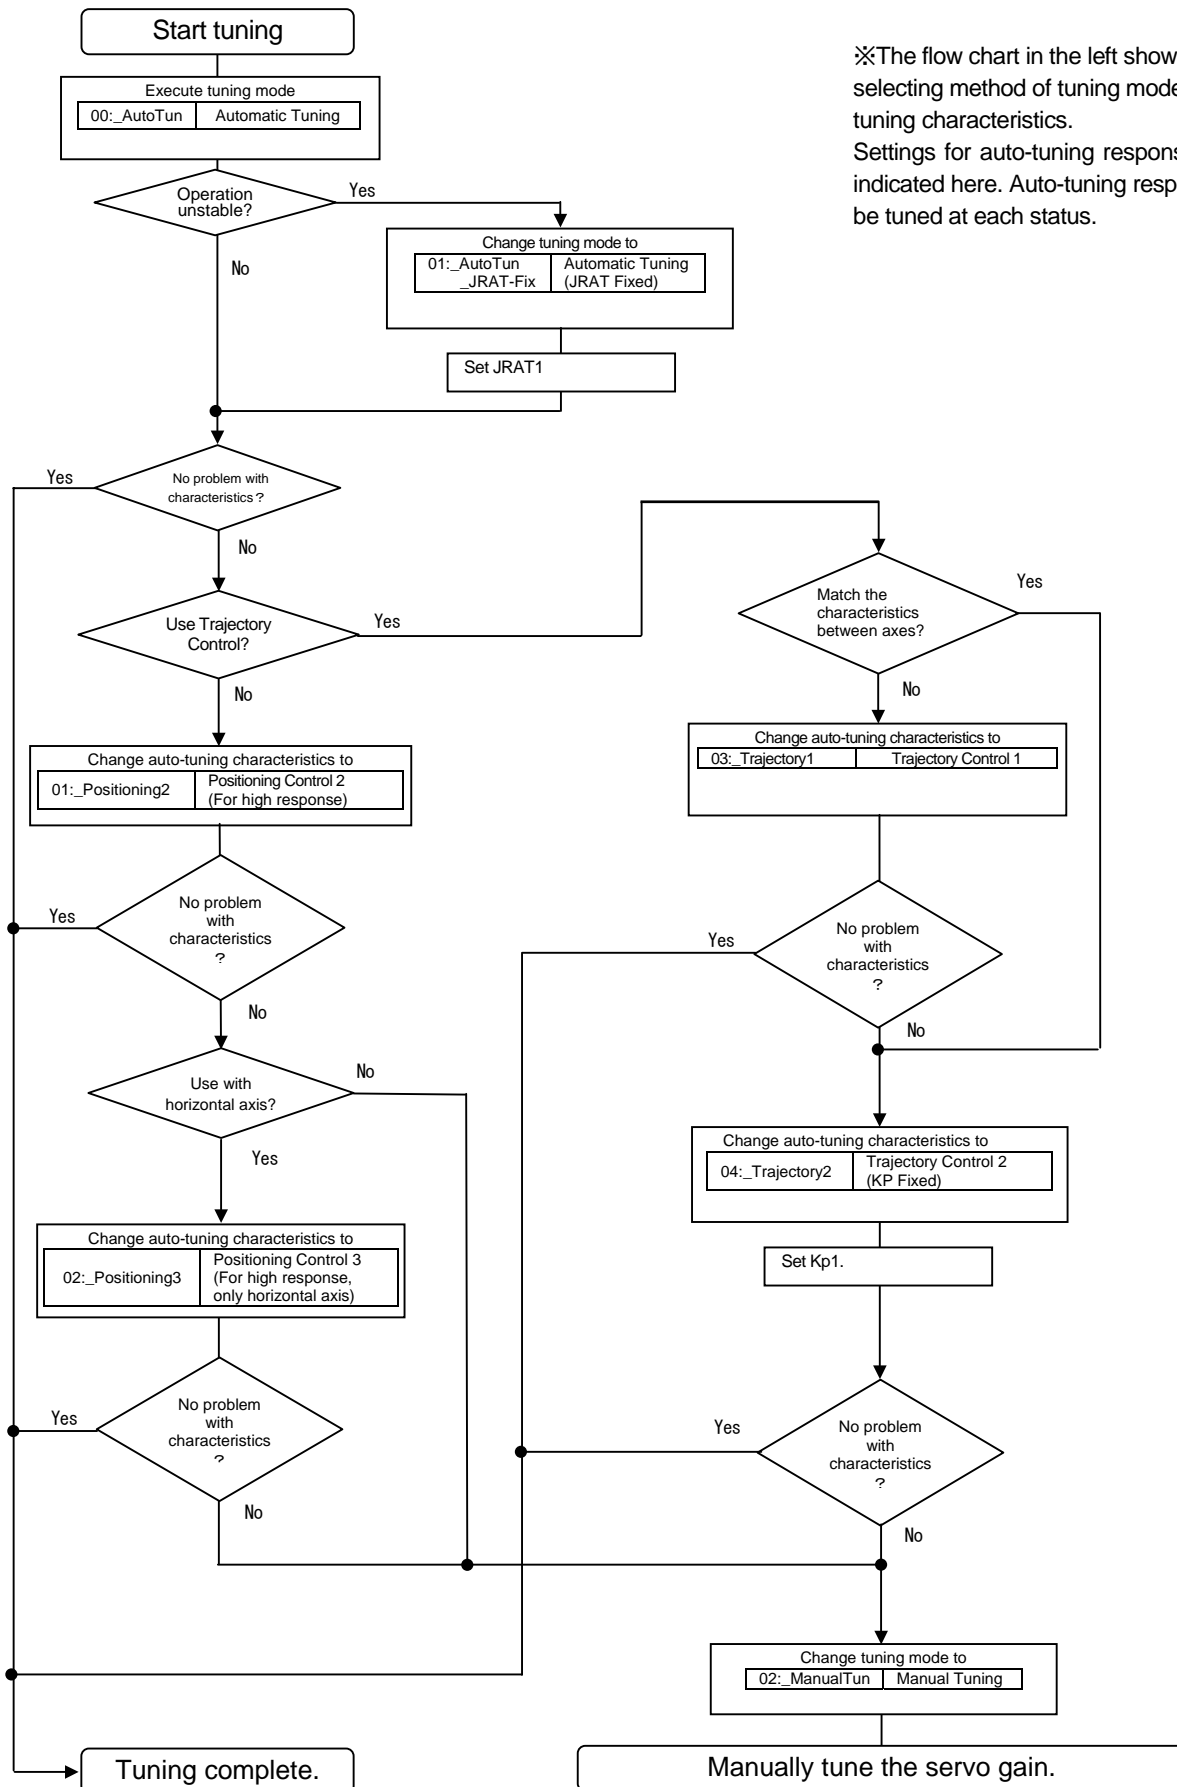 Start tuning
※The flow chart in the left show
selecting method of tuning mode
tuning characteristics.
Settings for auto-tuning respons
indicated here. Auto-tuning resp
be tuned at each status.
Execute tuning mode
00:_AutoTun Automatic Tuning
Operation
unstable?
Yes
No
Change tuning mode to
01:_AutoTun Automatic Tuning
_JRAT-Fix (JRAT Fixed)
Set JRAT1
Yes
No problem with
characteristics?
No
Use Trajectory
Control?
Yes
No
Match the
characteristics
between axes?
Yes
No
Change auto-tuning characteristics to
03:_Trajectory1 Trajectory Control 1
Change auto-tuning characteristics to
01:_Positioning2 Positioning Control 2
(For high response)
Yes
No problem
with
characteristics
?
No
Yes
No problem
with
characteristics
?
No
Use with
horizontal axis?
No
Yes
Change auto-tuning characteristics to
04:_Trajectory2 Trajectory Control 2
(KP Fixed)
Set Kp1.
Change auto-tuning characteristics to
02:_Positioning3 Positioning Control 3
(For high response,
only horizontal axis)
Yes
No problem
with
characteristics
?
No
Yes
No problem
with
characteristics
?
No
Change tuning mode to
02:_ManualTun Manual Tuning
Tuning complete.
Manually tune the servo gain.